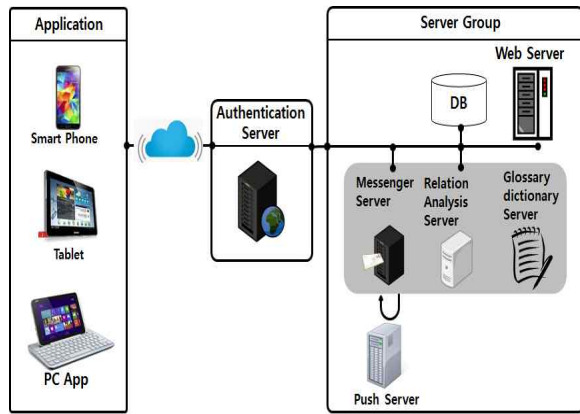 Application
Smart Phone
Tablet
PC App
Authentication
Server
Server Group
Web Server
DB
Messenger
Server
Relation
Analysis
Server
Glossary
dictionary
Server
Push Server